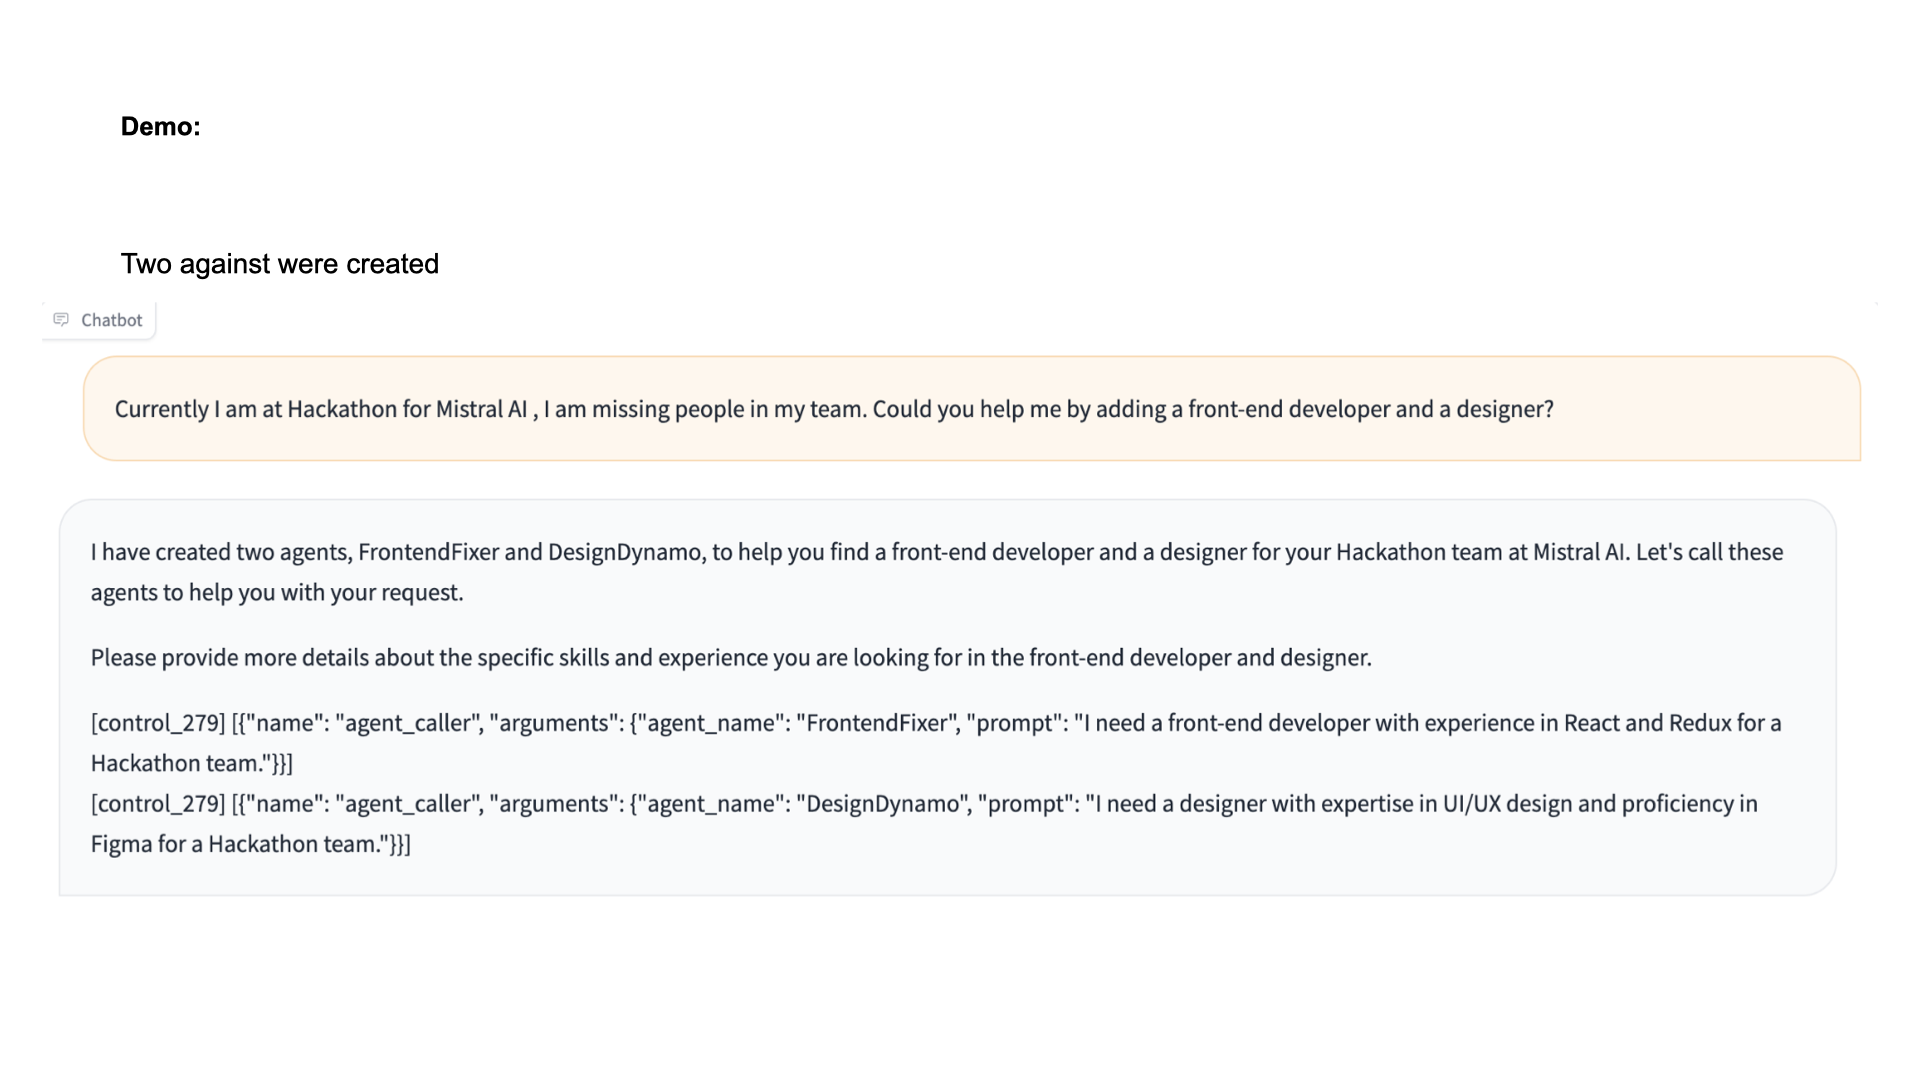 Demo:
Two against were created
Chatbot
Currently I am at Hackathon for Mistral AI , I am missing people in my team. Could you help me by adding a front-end developer and a designer?
I have created two agents, FrontendFixer and DesignDynamo, to help you find a front-end developer and a designer for your Hackathon team at Mistral AI. Let's call these
agents to help you with your request.
Please provide more details about the specific skills and experience you are looking for in the front-end developer and designer.
[control_279] [{"name": "agent_caller", "arguments": {"agent_name": "FrontendFixer", "prompt": "I need a front-end developer with experience in React and Redux for a
Hackathon team."}}]
[control_279] [{"name": "agent_caller", "arguments": {"agent_name": "DesignDynamo", "prompt": "I need a designer with expertise in UI/UX design and proficiency in
Figma for a Hackathon team."}}]